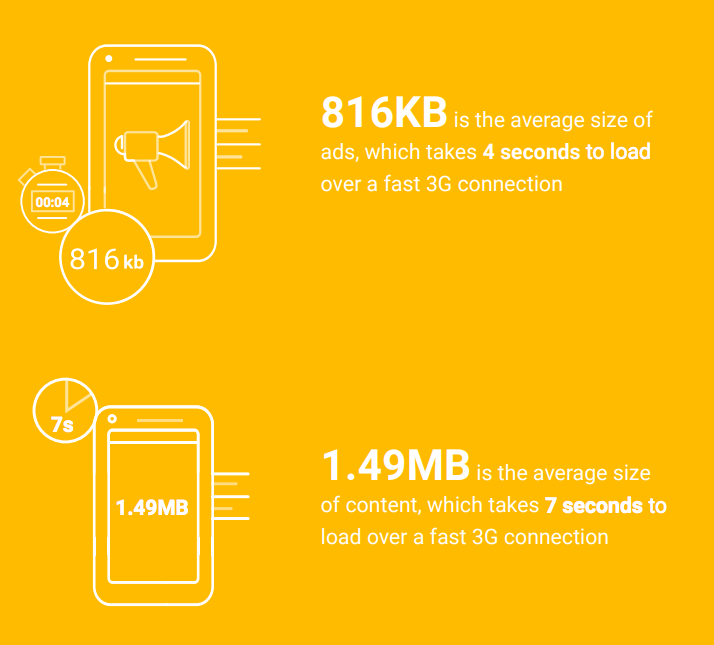 816KB is the average size of
ads, which takes 4 seconds to load
over a fast 3G connection
00:04
816 kb
7s
1.49MB
1.49MB is the average size
of content, which takes 7 seconds to
load over a fast 3G connection